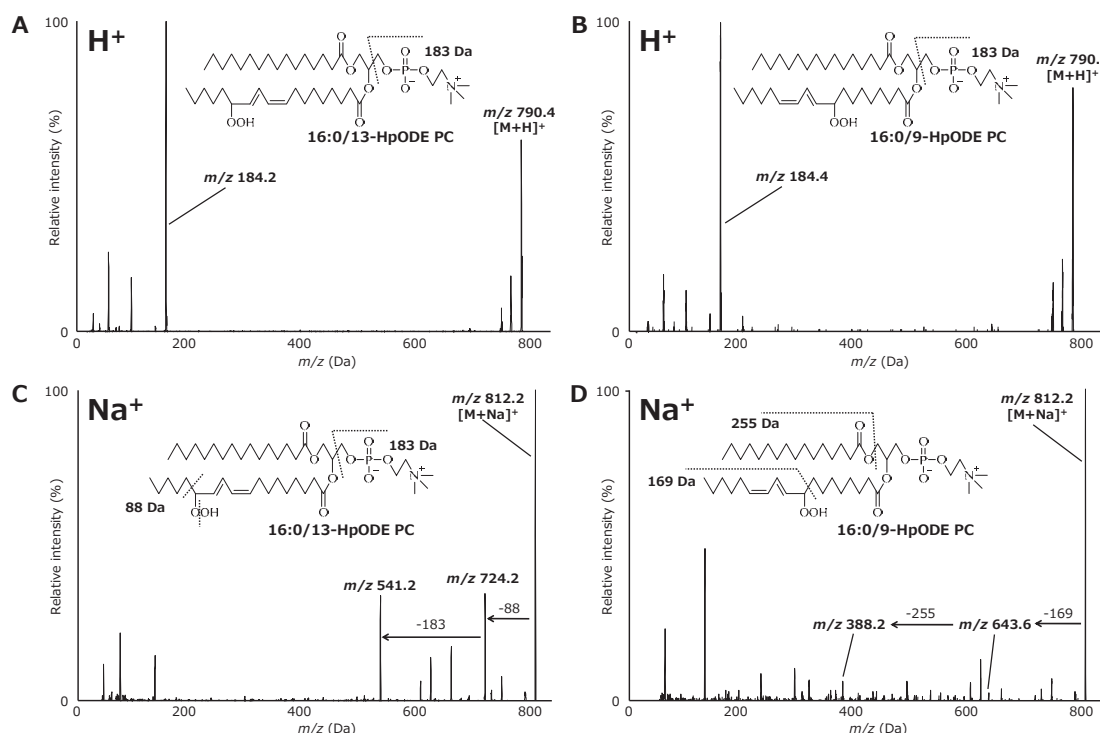 A
H+
100
Relative intensity (%)
0
183 Da
O
O
O
O
O
P
O
O−
O
N
+
OOH
16:0/13-HpODE PC
m/z 184.2
m/z 790.4
[M+H]+
0
200
400
600
800
m/z (Da)
B
H+
100
Relative intensity (%)
0
183 Da
O
O
O
O
O
P
O
O−
O
N
+
OOH
16:0/9-HpODE PC
m/z 184.4
m/z 790.
[M+H]+
0
200
400
600
800
m/z (Da)
C
Na+
100
Relative intensity (%)
0
183 Da
O
O
O
O
O
P
O
O−
O
N
+
88 Da
OOH
16:0/13-HpODE PC
m/z 812.2
[M+Na]+
m/z 541.2
m/z 724.2
-88
-183
0
200
400
600
800
m/z (Da)
D
Na+
100
Relative intensity (%)
0
255 Da
169 Da
O
O
O
O
O
P
O
O−
O
N
+
OOH
16:0/9-HpODE PC
m/z 812.2
[M+Na]+
m/z 388.2
-255
m/z 643.6
-169
0
200
400
600
800
m/z (Da)